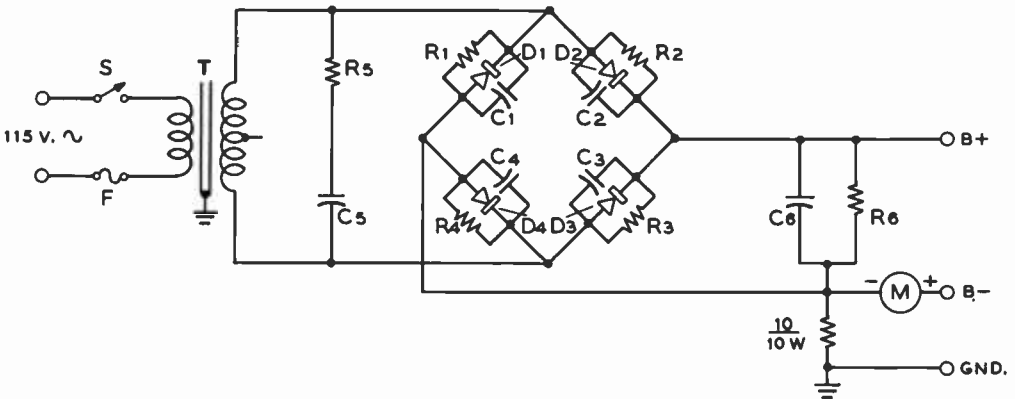 S
T
115 V. ∿
F
R5
C5
R1
D1
D2
R2
C1
C2
C4
C3
R4
D4
D3
R3
C6
R6
B+
- M +
B-
10
10 W
GND.